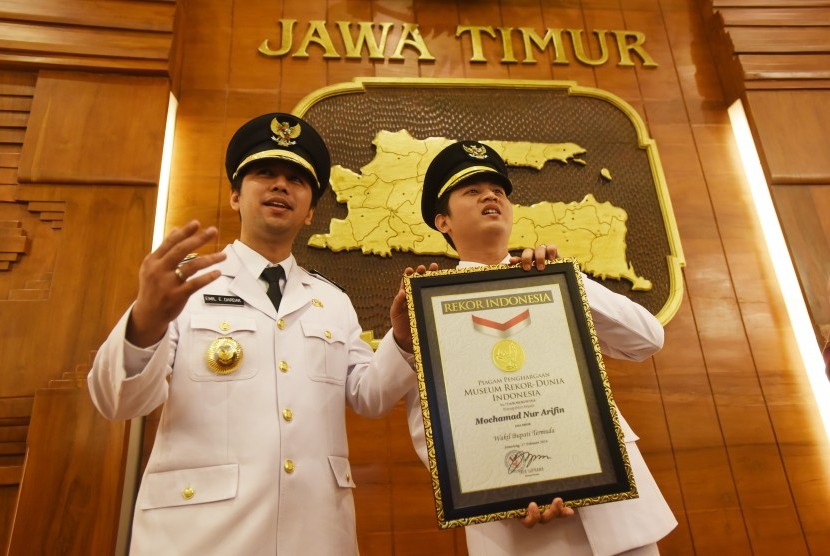 JAWA TIMUR
EMIL E. DARDAK
REKOR INDONESIA
PIAGAM PENGHARGAAN
MUSEUM REKOR-DUNIA
INDONESIA
Mochamad Nur Arifin
Wakil Bupati Termuda